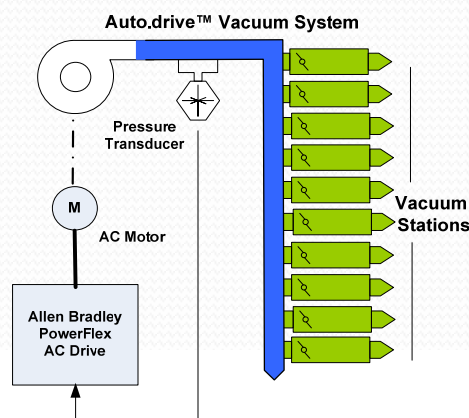 Auto.drive™ Vacuum System
Pressure
Transducer
M
AC Motor
Vacuum
Stations
Allen Bradley
PowerFlex
AC Drive